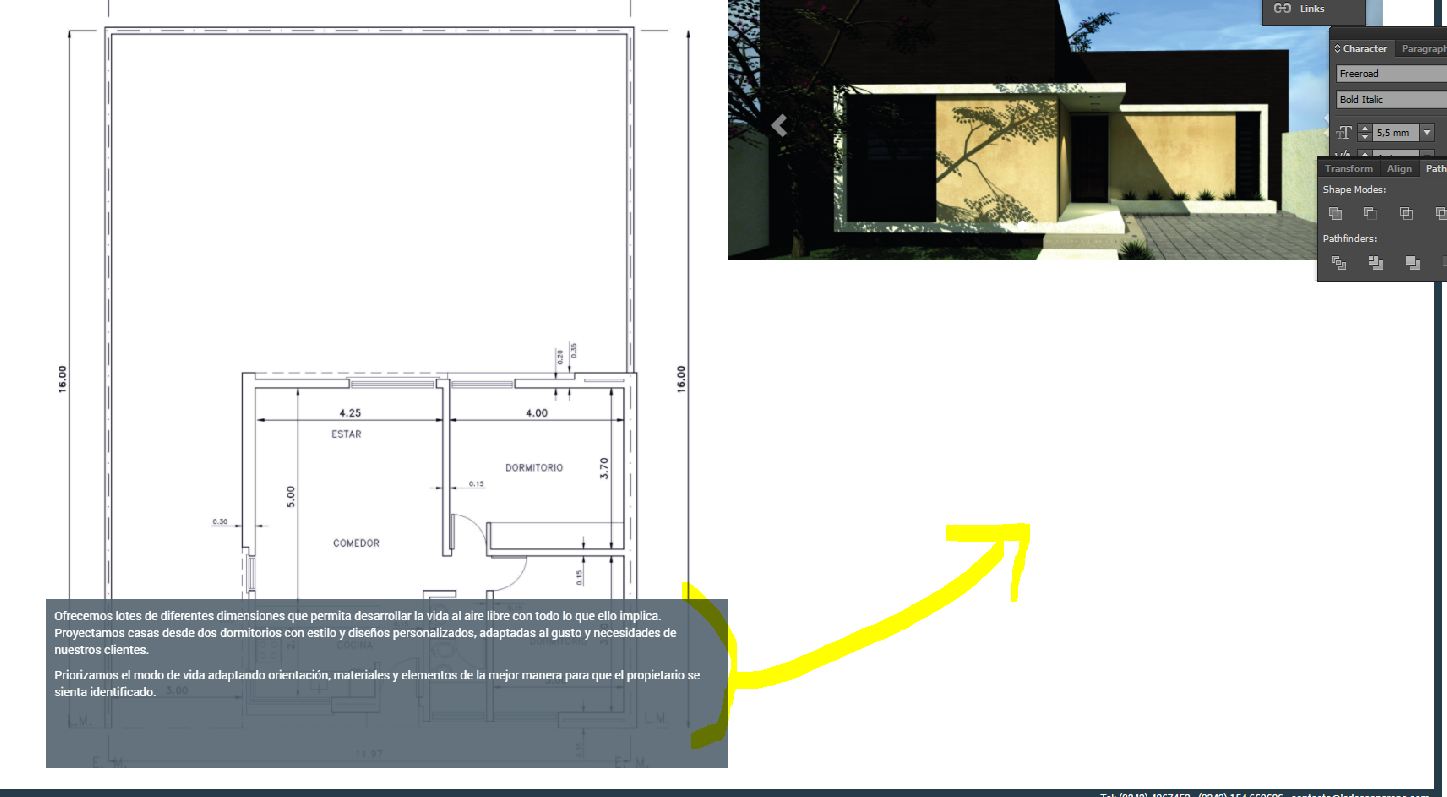 Links
Character Paragraph
Freeroad
Bold Italic
5,5 mm
Transform Align Path
Shape Modes:
Pathfinders:
16.00
16.00
0.20
0.35
4.25
4.00
ESTAR
DORMITORIO
3.70
0.15
5.00
0.30
COMEDOR
0.15
Ofrecemos lotes de diferentes dimensiones que permita desarrollar la vida al aire libre con todo lo que ello implica.
Proyectamos casas desde dos dormitorios con estilo y diseños personalizados, adaptadas al gusto y necesidades de
nuestros clientes.
COCINA
Priorizamos el modo de vida adaptando orientación, materiales y elementos de la mejor manera para que el propietario se
sienta identificado.
3.00
L.M.
L.M.
11.97
E. M.
E. M.